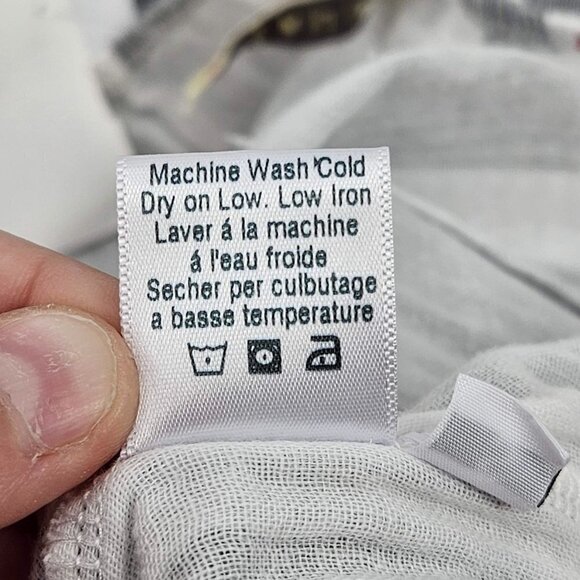 Machine Wash Cold
Dry on Low. Low Iron
Laver á la machine
á l'eau froide
Secher per culbutage
a basse temperature